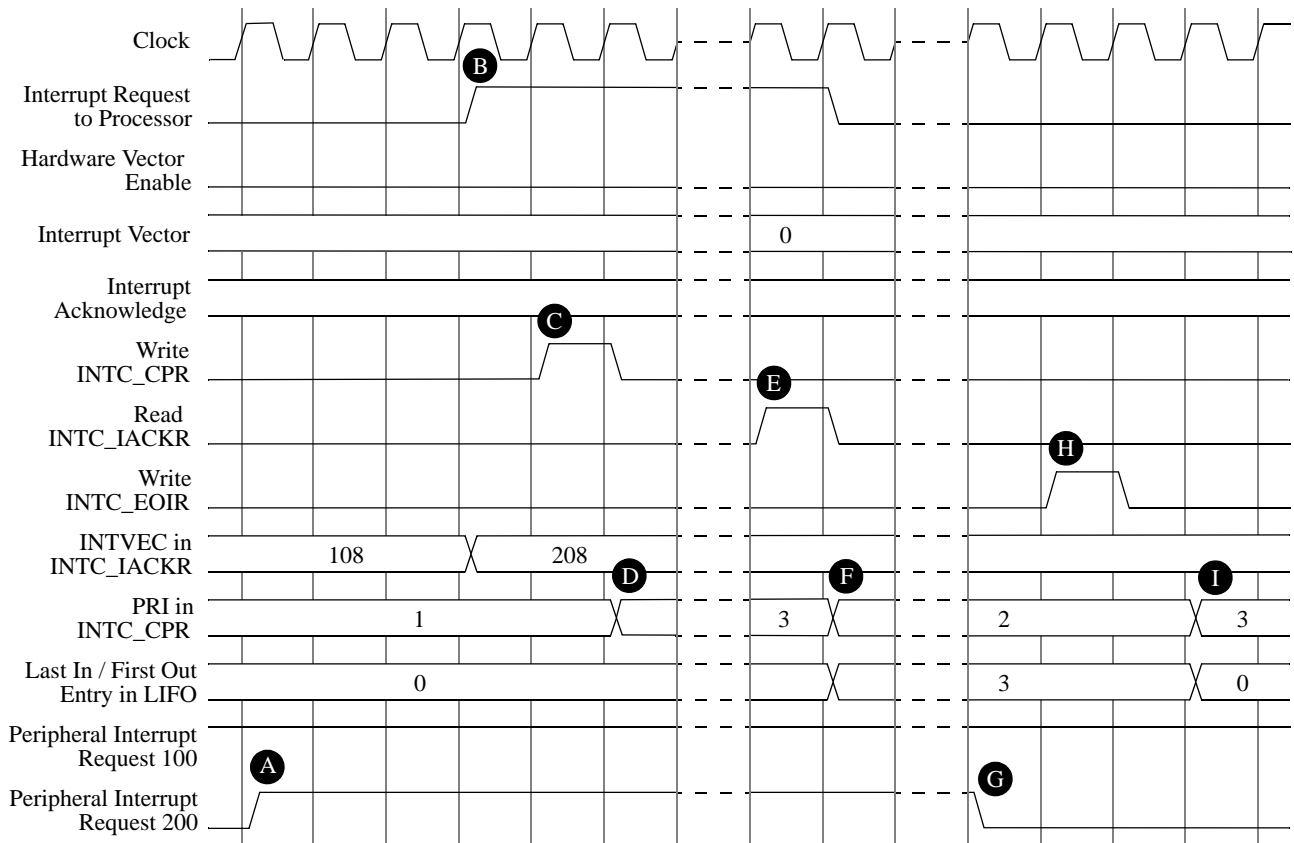 Clock
B
Interrupt Request
to Processor
Hardware Vector
Enable
Interrupt Vector
0
Interrupt
Acknowledge
C
Write
INTC_CPR
E
Read
INTC_IACKR
H
Write
INTC_EOIR
INTVEC in
INTC_IACKR
108
208
D
F
I
PRI in
INTC_CPR
1
3
2
3
Last In / First Out
Entry in LIFO
0
3
0
Peripheral Interrupt
Request 100
A
G
Peripheral Interrupt
Request 200